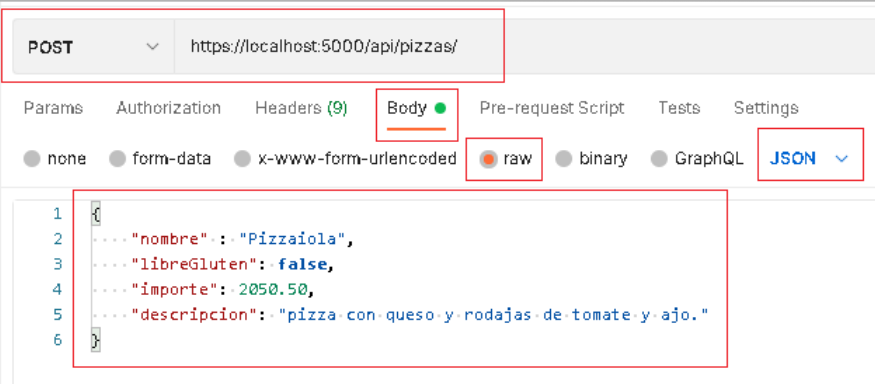 POST https://localhost:5000/api/pizzas/
Params Authorization Headers (9) Body Pre-request Script Tests Settings
none form-data x-www-form-urlencoded raw binary GraphQL JSON
1 {
2 "nombre" : "Pizzaiola",
3 "libreGluten": false,
4 "importe": 2050.50,
5 "descripcion": "pizza con queso y rodajas de tomate y ajo."
6 }